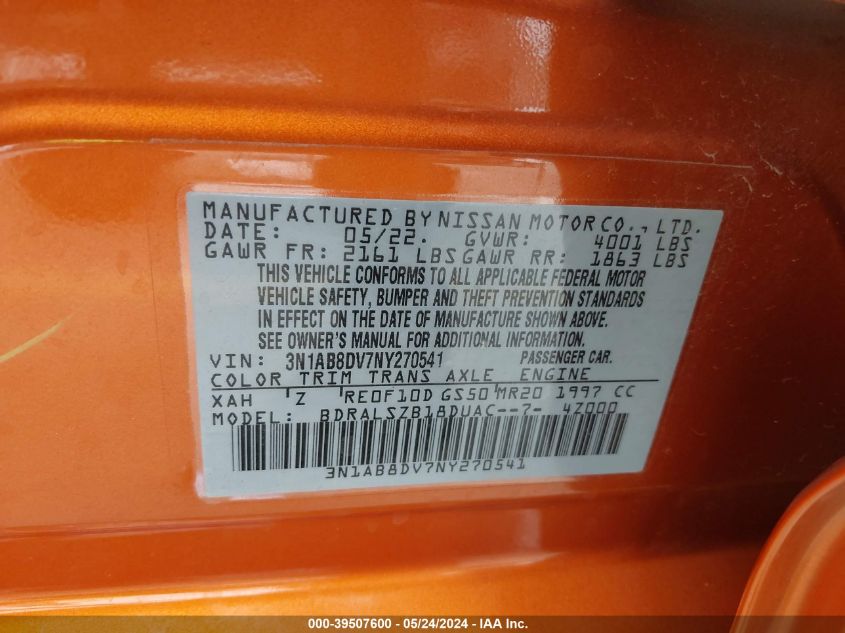 MANUFACTURED BY NISSAN MOTOR CO., LTD.
DATE: 05/22. GVWR: 4001 LBS
GAWR FR: 2161 LBS GAWR RR: 1863 LBS
THIS VEHICLE CONFORMS TO ALL APPLICABLE FEDERAL MOTOR
VEHICLE SAFETY, BUMPER AND THEFT PREVENTION STANDARDS
IN EFFECT ON THE DATE OF MANUFACTURE SHOWN ABOVE.
SEE OWNER'S MANUAL FOR ADDITIONAL INFORMATION.
VIN: 3N1AB8DV7NY270541 PASSENGER CAR.
COLOR TRIM TRANS AXLE ENGINE
XAH Z RE0F10D GS50 MR20 1997 CC
MODEL: BDRALSZB18DUAC--7- 4Z000
3N1AB8DV7NY270541
000-39507600 - 05/24/2024 - IAA Inc.